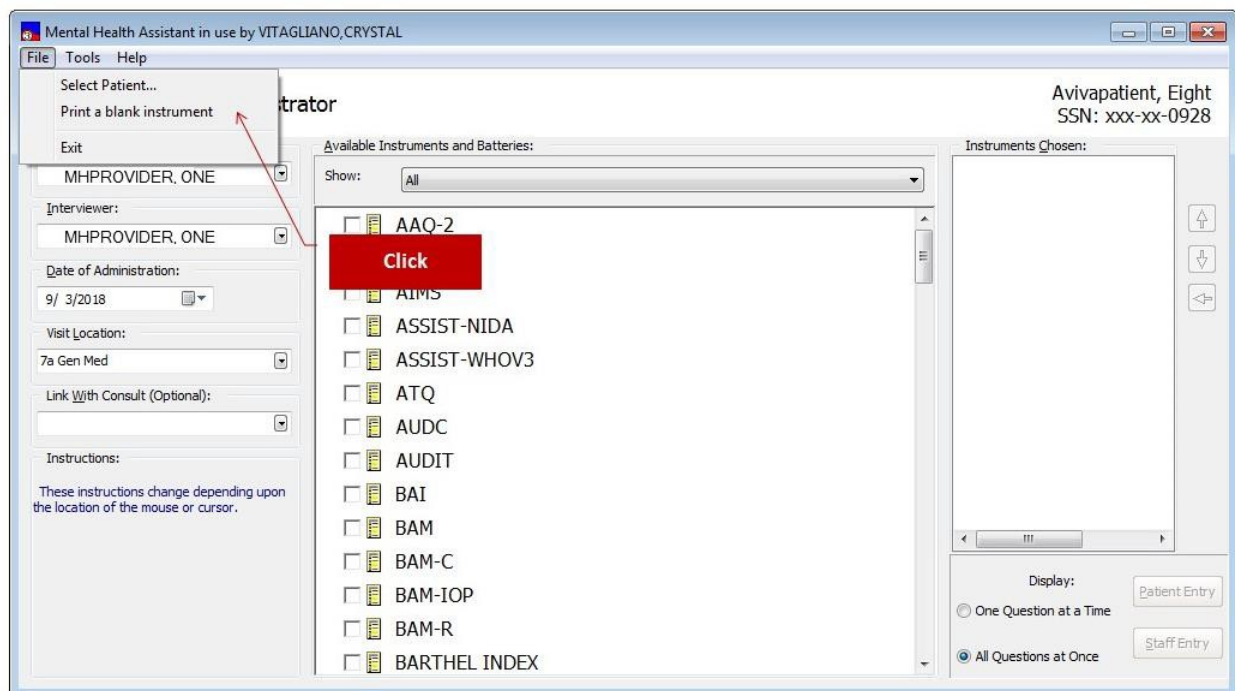 Mental Health Assistant in use by VITAGLIANO,CRYSTAL
File Tools Help
Select Patient...
Print a blank instrument
Exit
strator
Avivapatient, Eight
SSN: xxx-xx-0928
MHPROVIDER, ONE
Interviewer:
MHPROVIDER, ONE
Date of Administration:
9/ 3/2018
Visit Location:
7a Gen Med
Link With Consult (Optional):
Instructions:
These instructions change depending upon
the location of the mouse or cursor.
Available Instruments and Batteries:
Show: All
AAQ-2
Click
AIMS
ASSIST-NIDA
ASSIST-WHOV3
ATQ
AUDC
AUDIT
BAI
BAM
BAM-C
BAM-IOP
BAM-R
BARTHEL INDEX
Instruments Chosen:
Display:
One Question at a Time
All Questions at Once
Patient Entry
Staff Entry